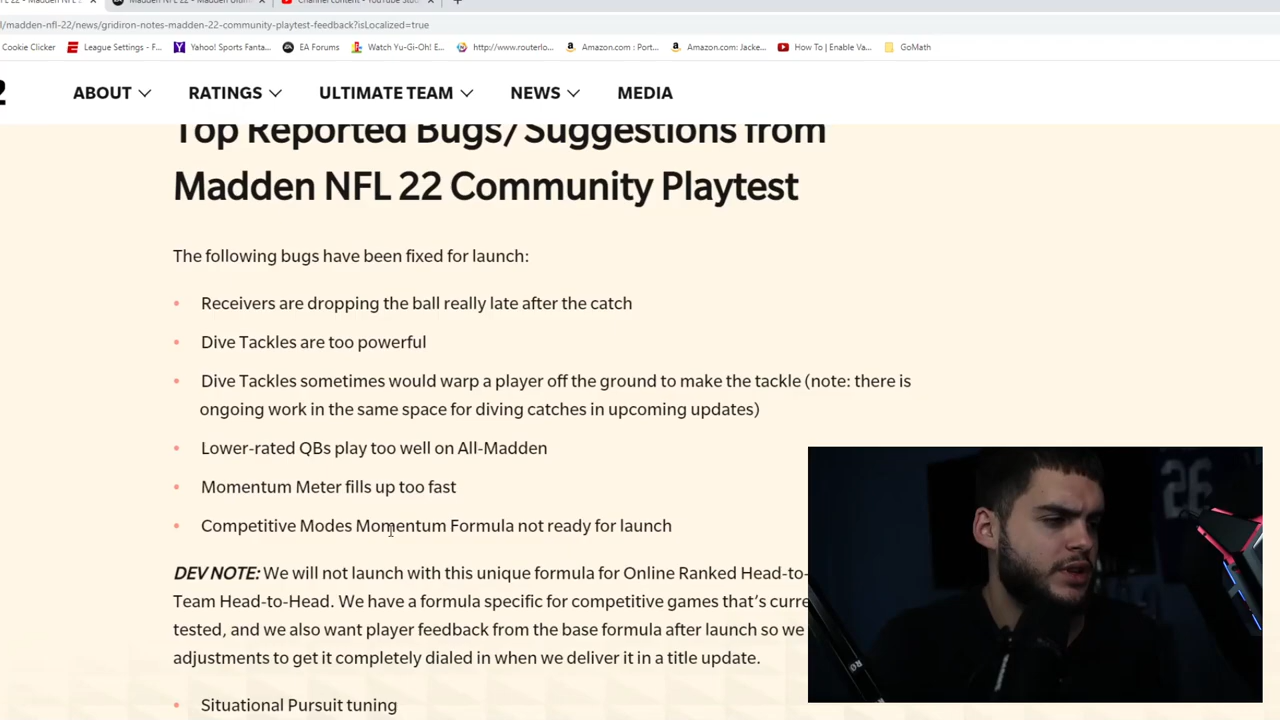 l/madden-nfl-22/news/gridiron-notes-madden-22-community-playtest-feedback?isLocalized=true
Cookie Clicker League Settings - F... Yahoo! Sports Fanta... EA Forums Watch Yu-Gi-Oh! E... http://www.routerlo... Amazon.com : Port... Amazon.com: Jacke... How To | Enable Va... GoMath
2 ABOUT RATINGS ULTIMATE TEAM NEWS MEDIA
Top Reported Bugs/Suggestions from
Madden NFL 22 Community Playtest
The following bugs have been fixed for launch:
• Receivers are dropping the ball really late after the catch
• Dive Tackles are too powerful
• Dive Tackles sometimes would warp a player off the ground to make the tackle (note: there is
ongoing work in the same space for diving catches in upcoming updates)
• Lower-rated QBs play too well on All-Madden
• Momentum Meter fills up too fast
• Competitive Modes Momentum Formula not ready for launch
DEV NOTE: We will not launch with this unique formula for Online Ranked Head-to-
Team Head-to-Head. We have a formula specific for competitive games that's curre
tested, and we also want player feedback from the base formula after launch so we
adjustments to get it completely dialed in when we deliver it in a title update.
• Situational Pursuit tuning
26